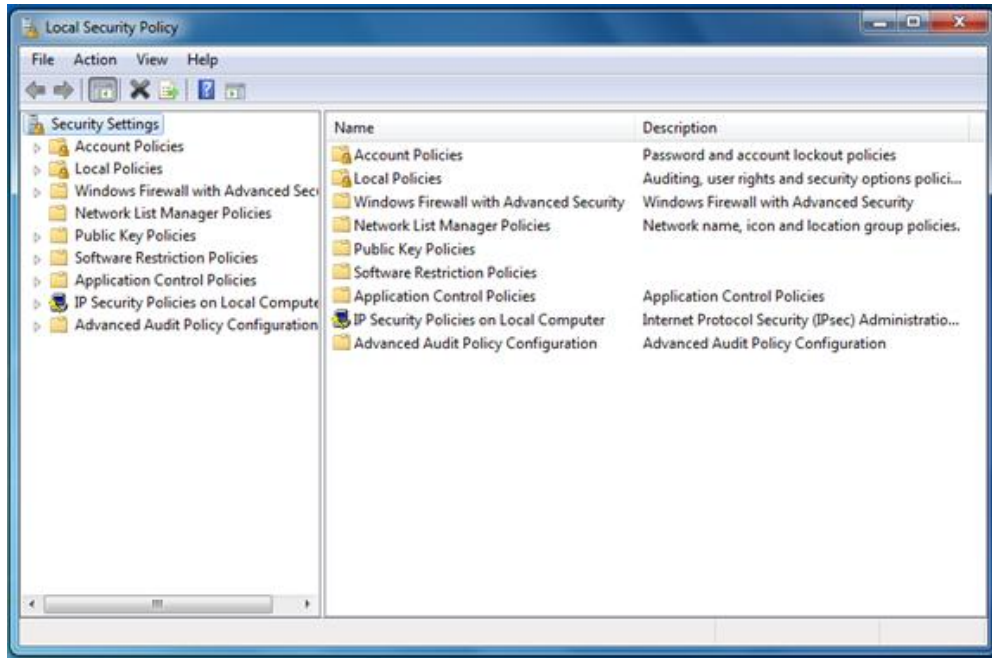 Local Security Policy
File Action View Help
Security Settings
Account Policies
Local Policies
Windows Firewall with Advanced Secu
Network List Manager Policies
Public Key Policies
Software Restriction Policies
Application Control Policies
IP Security Policies on Local Compute
Advanced Audit Policy Configuration
Name Description
Account Policies Password and account lockout policies
Local Policies Auditing, user rights and security options polici...
Windows Firewall with Advanced Security Windows Firewall with Advanced Security
Network List Manager Policies Network name, icon and location group policies.
Public Key Policies
Software Restriction Policies
Application Control Policies Application Control Policies
IP Security Policies on Local Computer Internet Protocol Security (IPsec) Administratio...
Advanced Audit Policy Configuration Advanced Audit Policy Configuration